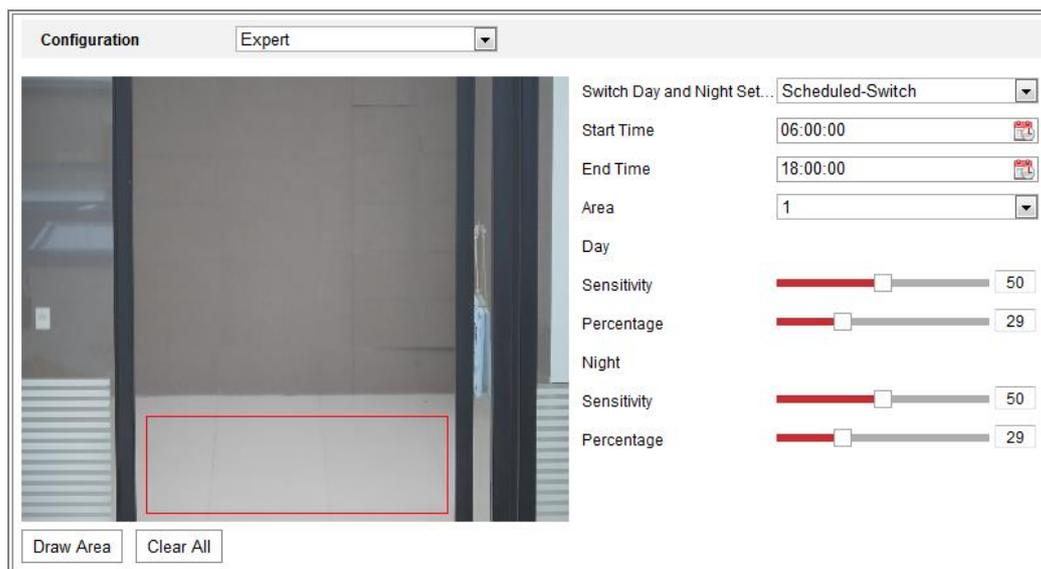 Configuration Expert
Switch Day and Night Set... Scheduled-Switch
Start Time 06:00:00
End Time 18:00:00
Area 1
Day
Sensitivity 50
Percentage 29
Night
Sensitivity 50
Percentage 29
Draw Area Clear All